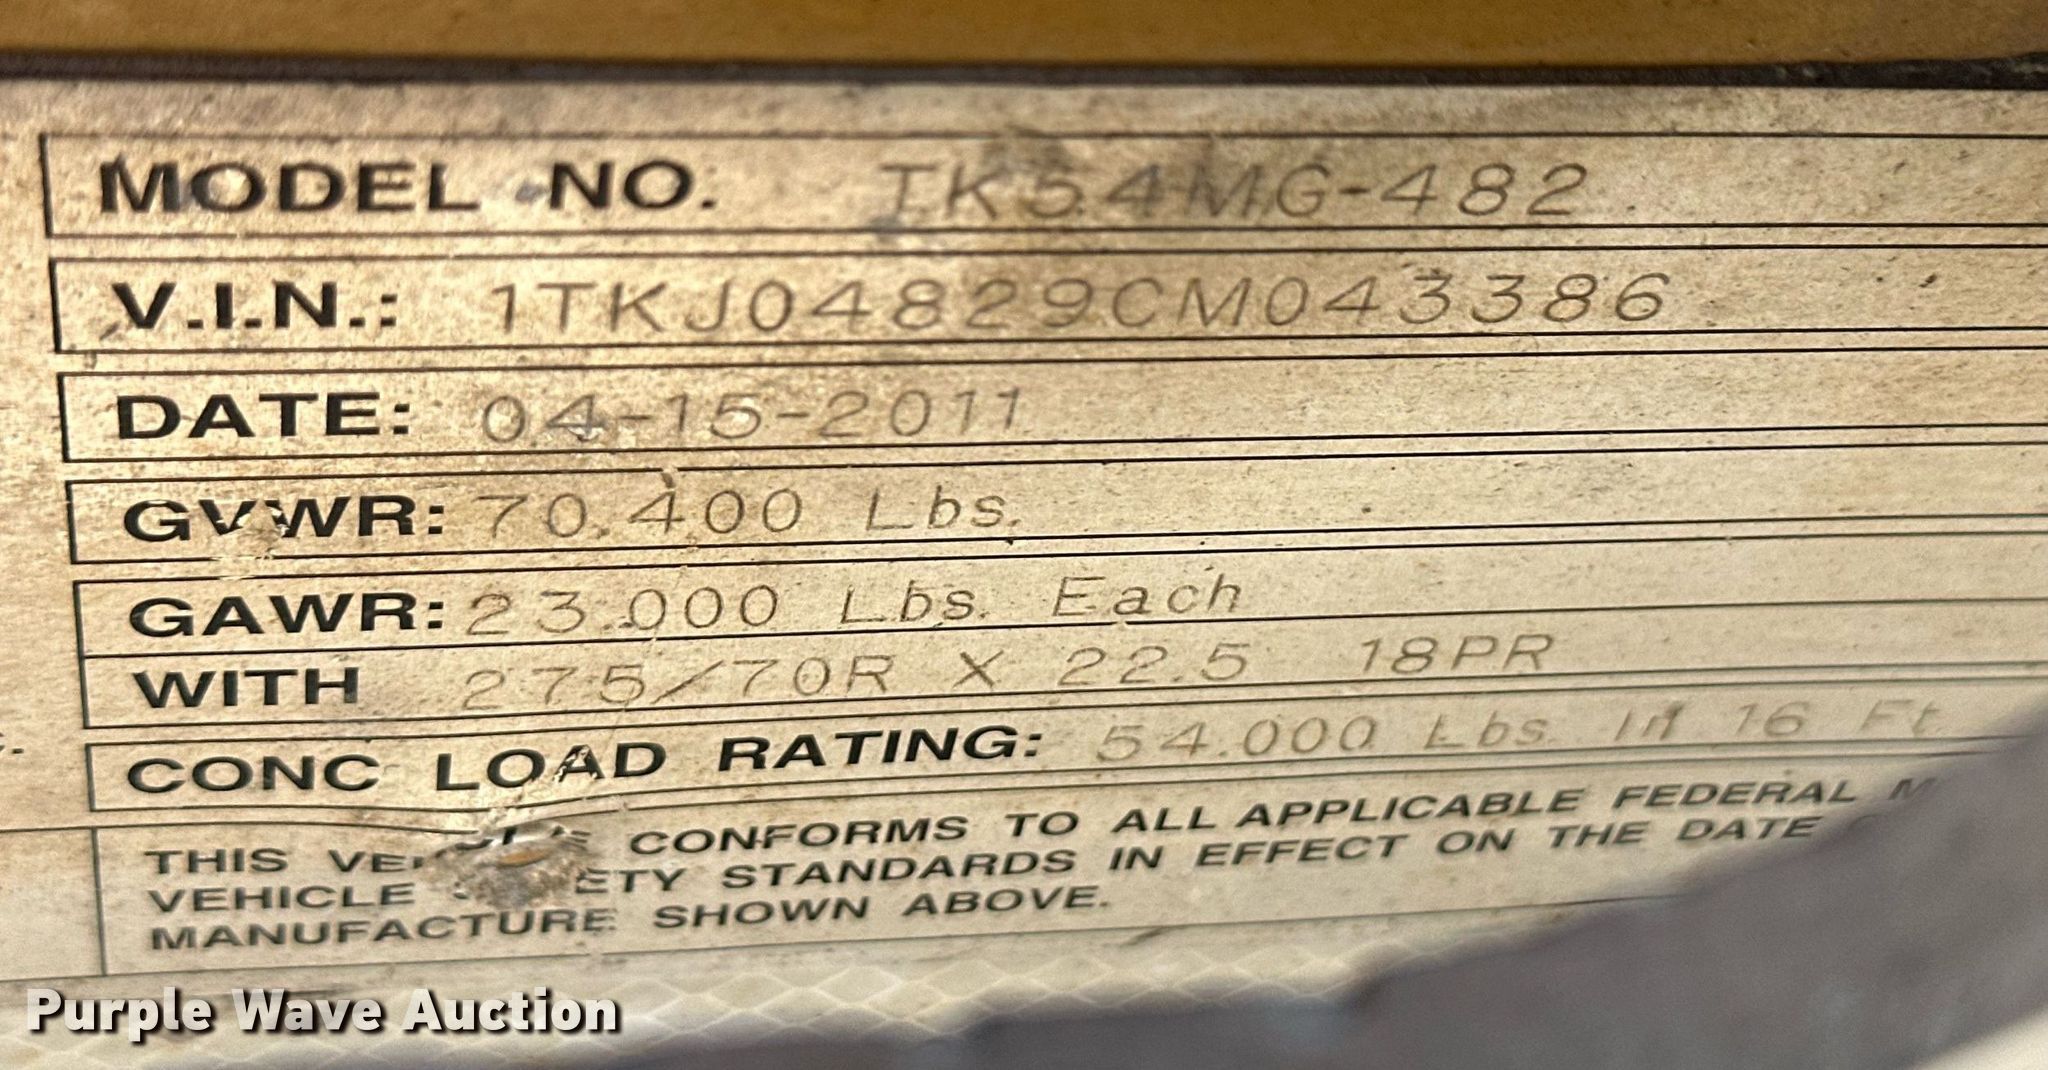 MODEL NO. TK54MG-482
V.I.N.: 1TKJ04829CM043386
DATE: 04-15-2011
GVWR: 70,400 Lbs.
GAWR: 23,000 Lbs. Each
WITH 275/70R X 22.5 18PR
CONC LOAD RATING: 54,000 Lbs. In 16 Ft.
THIS CONFORMS TO ALL APPLICABLE FEDERAL
VEHICLE STANDARDS IN EFFECT ON THE DATE
MANUFACTURE SHOWN ABOVE.
Purple Wave Auction